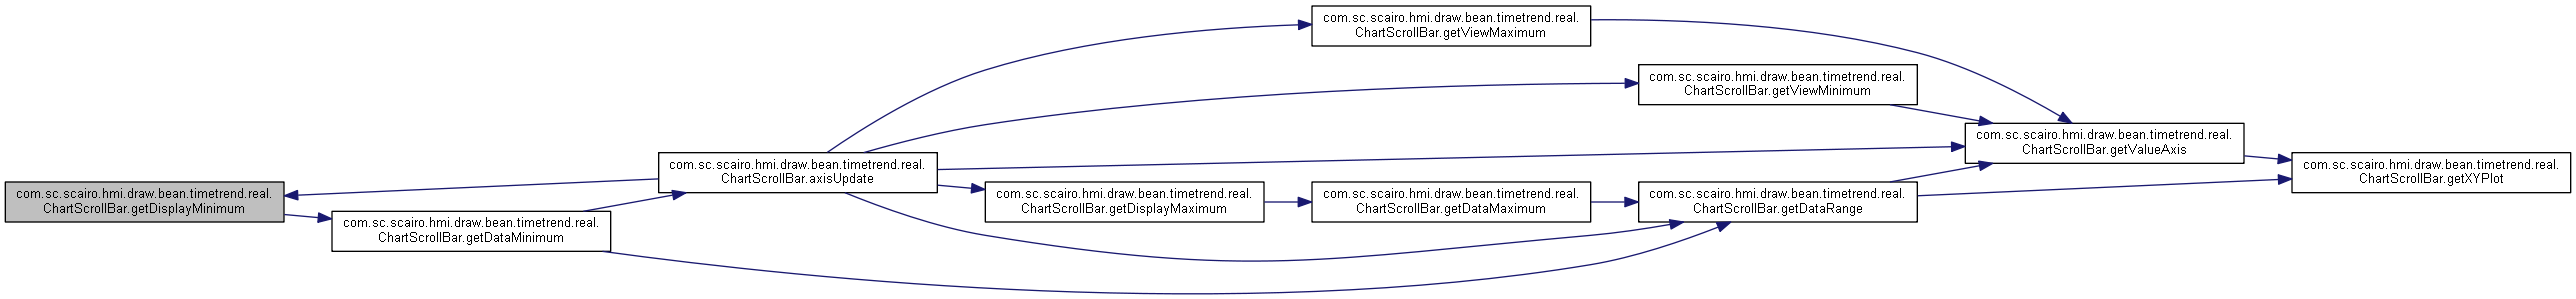 com.sc.scairo.hmi.draw.bean.timetrend.real.
ChartScrollBar.getDisplayMinimum
com.sc.scairo.hmi.draw.bean.timetrend.real.
ChartScrollBar.getDataMinimum
com.sc.scairo.hmi.draw.bean.timetrend.real.
ChartScrollBar.axisUpdate
com.sc.scairo.hmi.draw.bean.timetrend.real.
ChartScrollBar.getDisplayMaximum
com.sc.scairo.hmi.draw.bean.timetrend.real.
ChartScrollBar.getViewMaximum
com.sc.scairo.hmi.draw.bean.timetrend.real.
ChartScrollBar.getDataMaximum
com.sc.scairo.hmi.draw.bean.timetrend.real.
ChartScrollBar.getViewMinimum
com.sc.scairo.hmi.draw.bean.timetrend.real.
ChartScrollBar.getDataRange
com.sc.scairo.hmi.draw.bean.timetrend.real.
ChartScrollBar.getValueAxis
com.sc.scairo.hmi.draw.bean.timetrend.real.
ChartScrollBar.getXYPlot